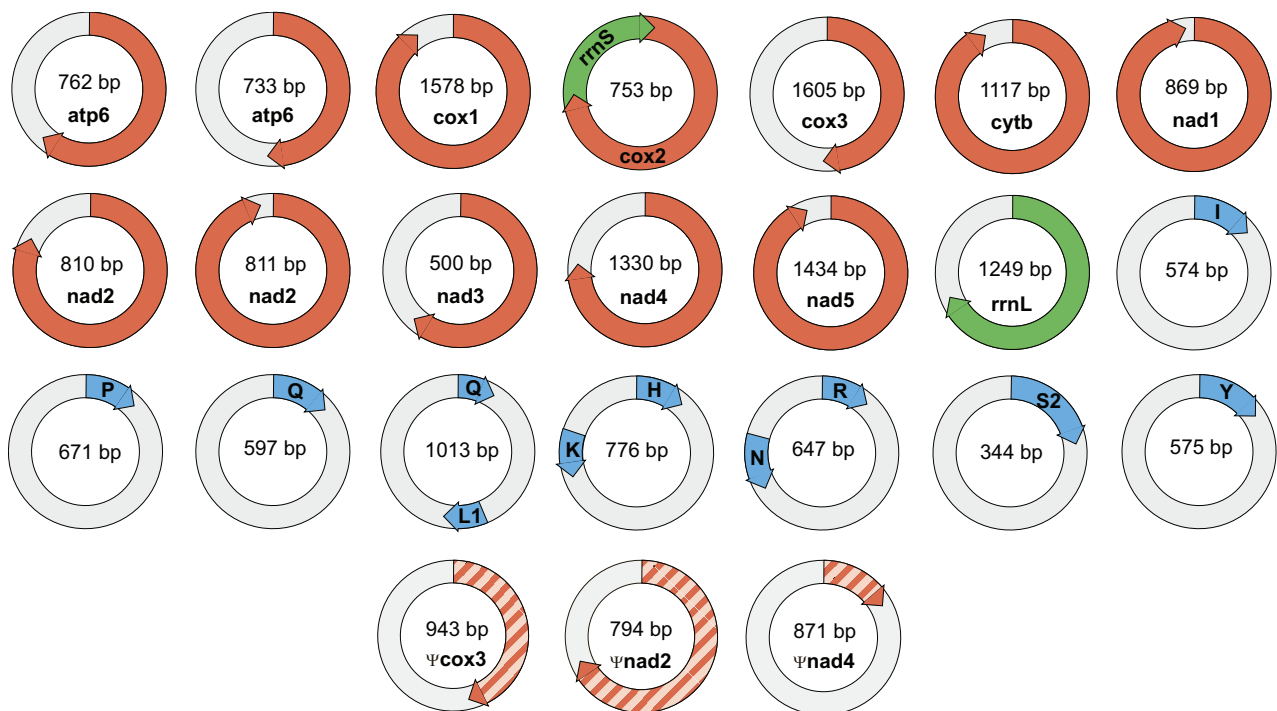 762 bp
atp6
733 bp
atp6
1578 bp
cox1
rrnS
753 bp
cox2
1605 bp
cox3
1117 bp
cytb
869 bp
nad1
810 bp
nad2
811 bp
nad2
500 bp
nad3
1330 bp
nad4
1434 bp
nad5
1249 bp
rrnL
I
574 bp
P
671 bp
Q
597 bp
Q
1013 bp
L1
H
K
776 bp
R
N
647 bp
S2
344 bp
Y
575 bp
943 bp
Ψcox3
794 bp
Ψnad2
871 bp
Ψnad4